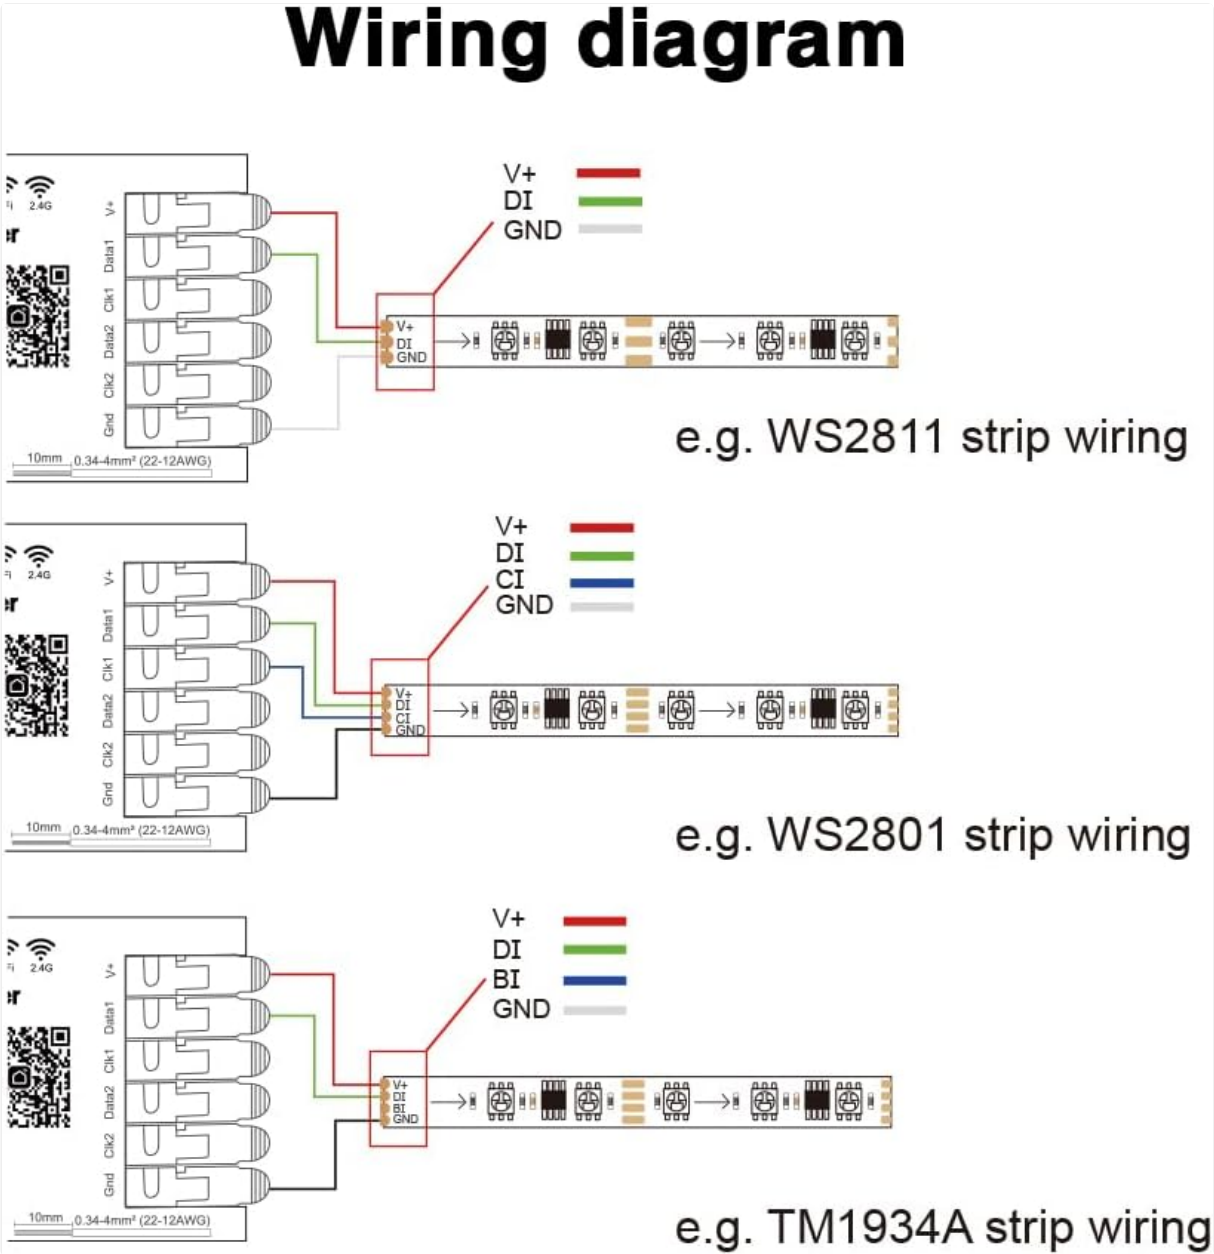 Wiring diagram
V+
DI
GND
2.4G
er
V+
Data1
Clk1
Data2
Clk2
Gnd
V+
DI
GND
10mm
0.34-4mm² (22-12AWG)
e.g. WS2811 strip wiring
V+
DI
CI
GND
2.4G
er
V+
Data1
Clk1
Data2
Clk2
Gnd
V+
DI
CI
GND
10mm
0.34-4mm² (22-12AWG)
e.g. WS2801 strip wiring
V+
DI
BI
GND
2.4G
er
V+
Data1
Clk1
Data2
Clk2
Gnd
V+
DI
BI
GND
10mm
0.34-4mm² (22-12AWG)
e.g. TM1934A strip wiring